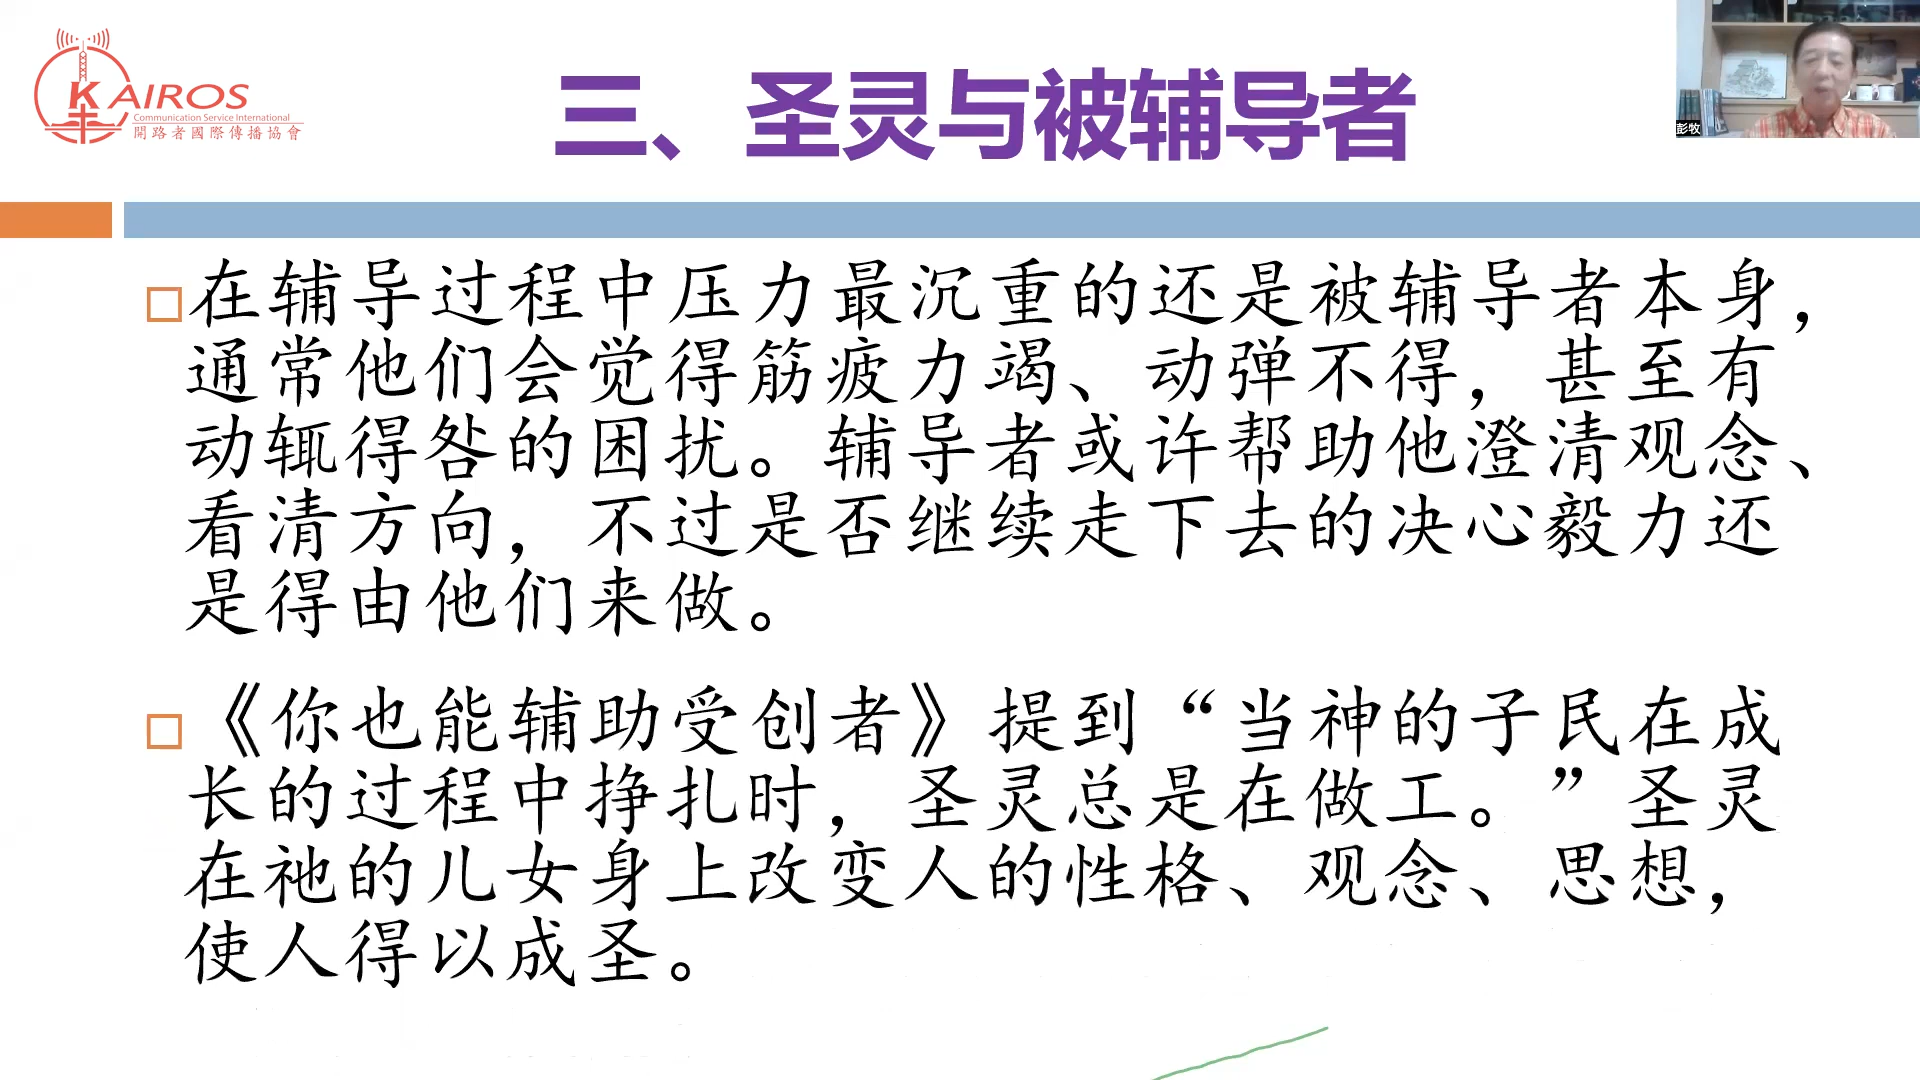 KAIROS
Communication Service International
開路者國際傳播協會
三、圣灵与被辅导者
彭牧
在辅导过程中压力最沉重的还是被辅导者本身，
通常他们会觉得筋疲力竭、动弹不得，甚至有
动辄得咎的困扰。辅导者或许帮助他澄清观念、
看清方向，不过是否继续走下去的决心毅力还
是得由他们来做。
《你也能辅助受创者》提到“当神的子民在成
长的过程中挣扎时，圣灵总是在做工。”圣灵
在祂的儿女身上改变人的性格、观念、思想，
使人得以成圣。